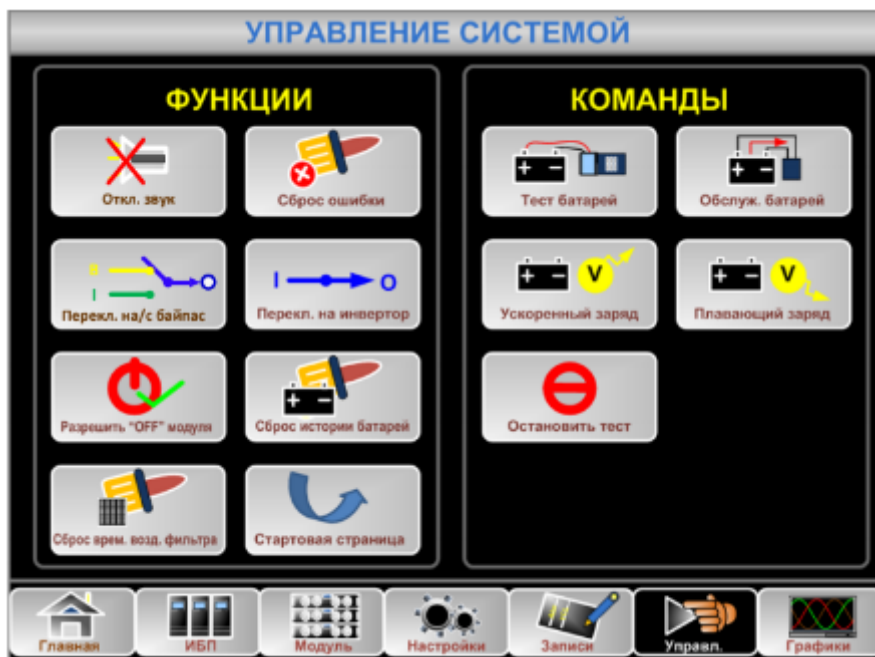 УПРАВЛЕНИЕ СИСТЕМОЙ
ФУНКЦИИ
Откл. звук
Сброс ошибки
B
I
Перекл. на/с байпас
I O
Перекл. на инвертор
Разрешить "OFF" модуля
+ -
Сброс истории батарей
Сброс врем. возд. фильтра
Стартовая страница
КОМАНДЫ
+ -
Тест батарей
+ -
Обслуж. батарей
+ - V
Ускоренный заряд
+ - V
Плавающий заряд
Остановить тест
Главная
ИБП
Модуль
Настройки
Записи
Управл.
Графики